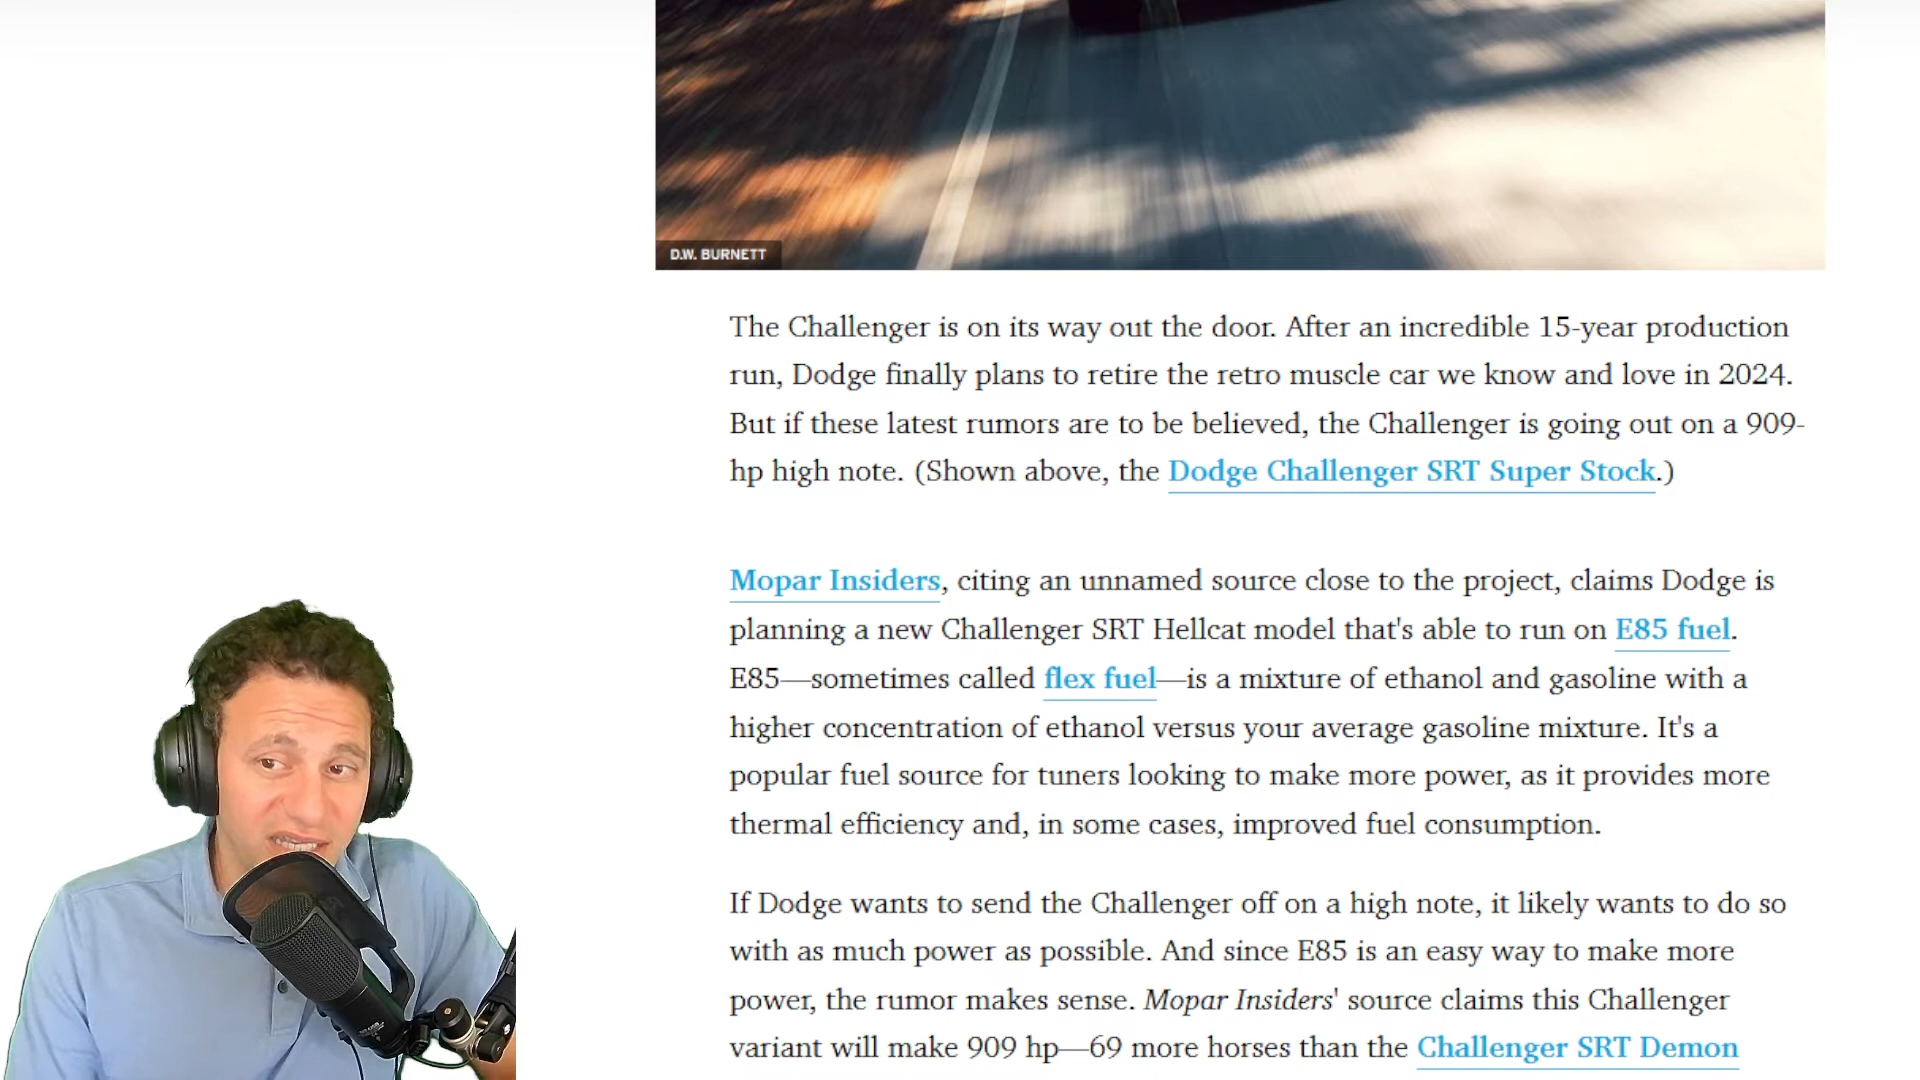 D.W. BURNETT
The Challenger is on its way out the door. After an incredible 15-year production
run, Dodge finally plans to retire the retro muscle car we know and love in 2024.
But if these latest rumors are to be believed, the Challenger is going out on a 909-
hp high note. (Shown above, the Dodge Challenger SRT Super Stock.)
Mopar Insiders, citing an unnamed source close to the project, claims Dodge is
planning a new Challenger SRT Hellcat model that's able to run on E85 fuel.
E85—sometimes called flex fuel—is a mixture of ethanol and gasoline with a
higher concentration of ethanol versus your average gasoline mixture. It's a
popular fuel source for tuners looking to make more power, as it provides more
thermal efficiency and, in some cases, improved fuel consumption.
If Dodge wants to send the Challenger off on a high note, it likely wants to do so
with as much power as possible. And since E85 is an easy way to make more
power, the rumor makes sense. Mopar Insiders' source claims this Challenger
variant will make 909 hp—69 more horses than the Challenger SRT Demon